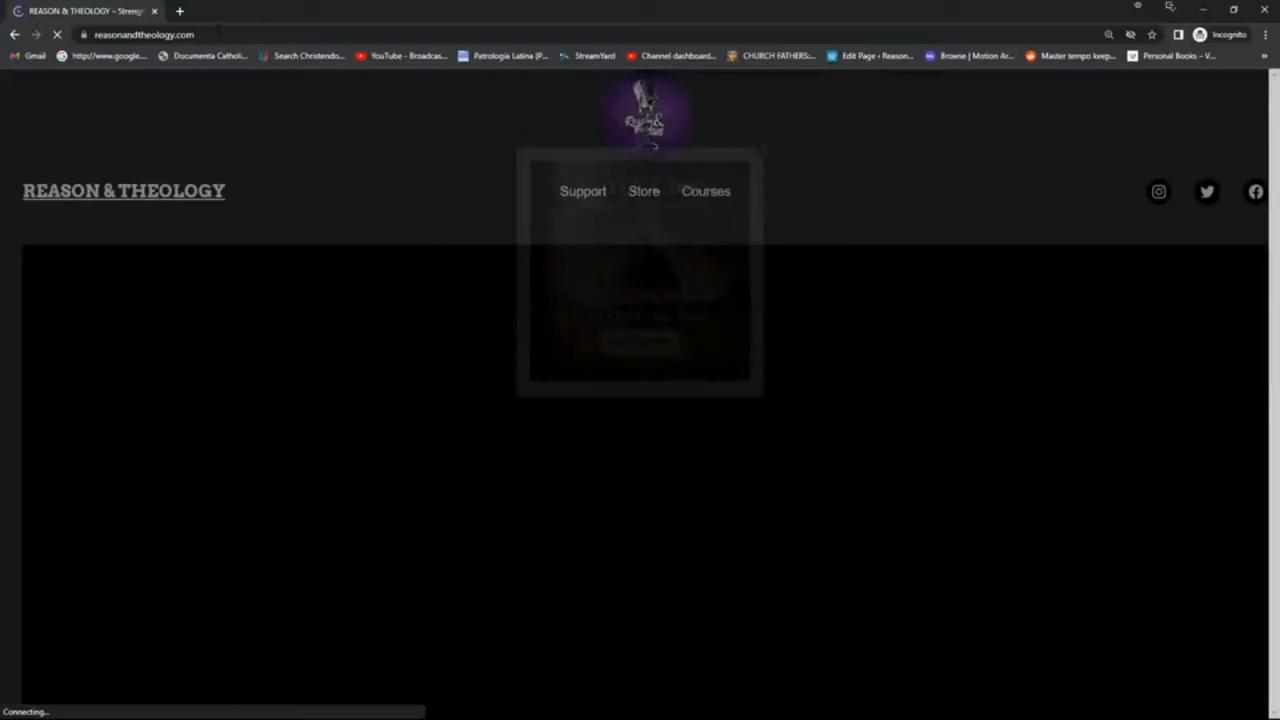 REASON & THEOLOGY – Streng
reasonandtheology.com
Incognito
Gmail
http://www.google....
Documenta Catholi...
Search Christendo...
YouTube - Broadcas...
Patrologia Latina (P...
StreamYard
Channel dashboard...
CHURCH FATHERS:...
Edit Page ‹ Reason...
Browse | Motion Ar...
Master tempo keep...
Personal Books – V...
»
Reason &
REASON & THEOLOGY
Support
Store
Courses
Connecting...